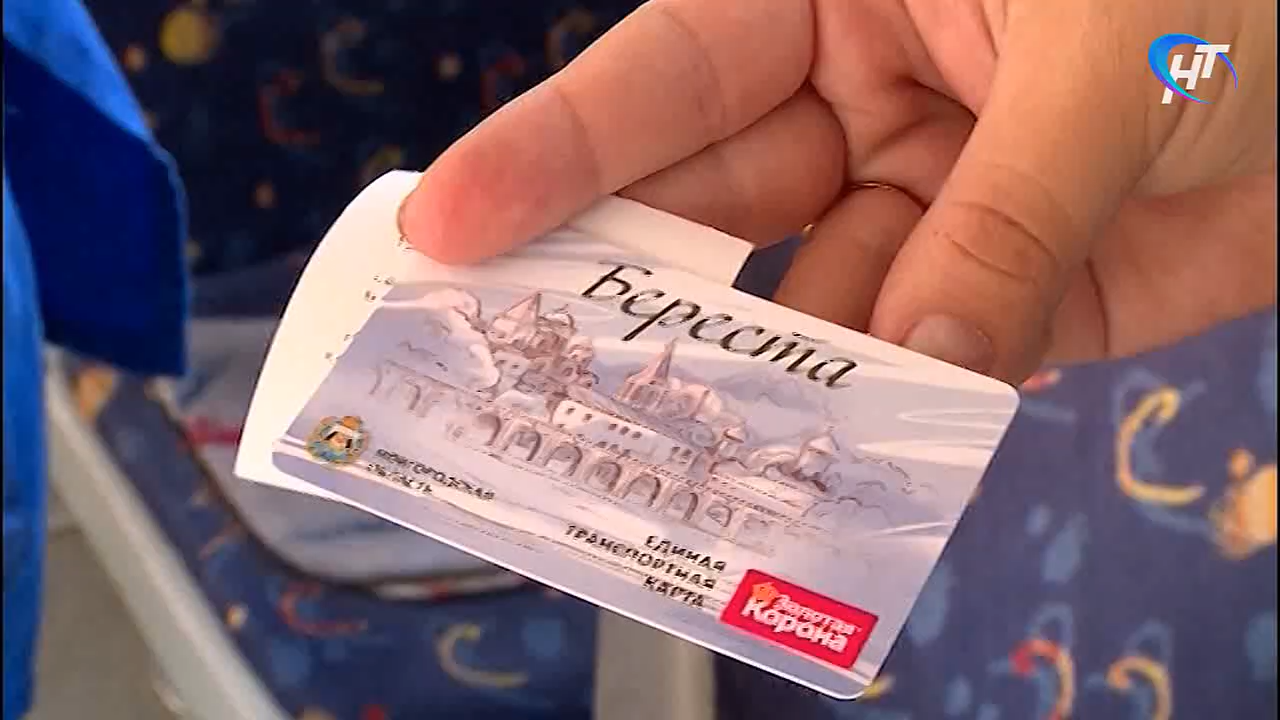 НТ
Береста
НОВГОРОДСКАЯ
ОБЛАСТЬ
ЕДИНАЯ
ТРАНСПОРТНАЯ
КАРТА
Золотая
Корона